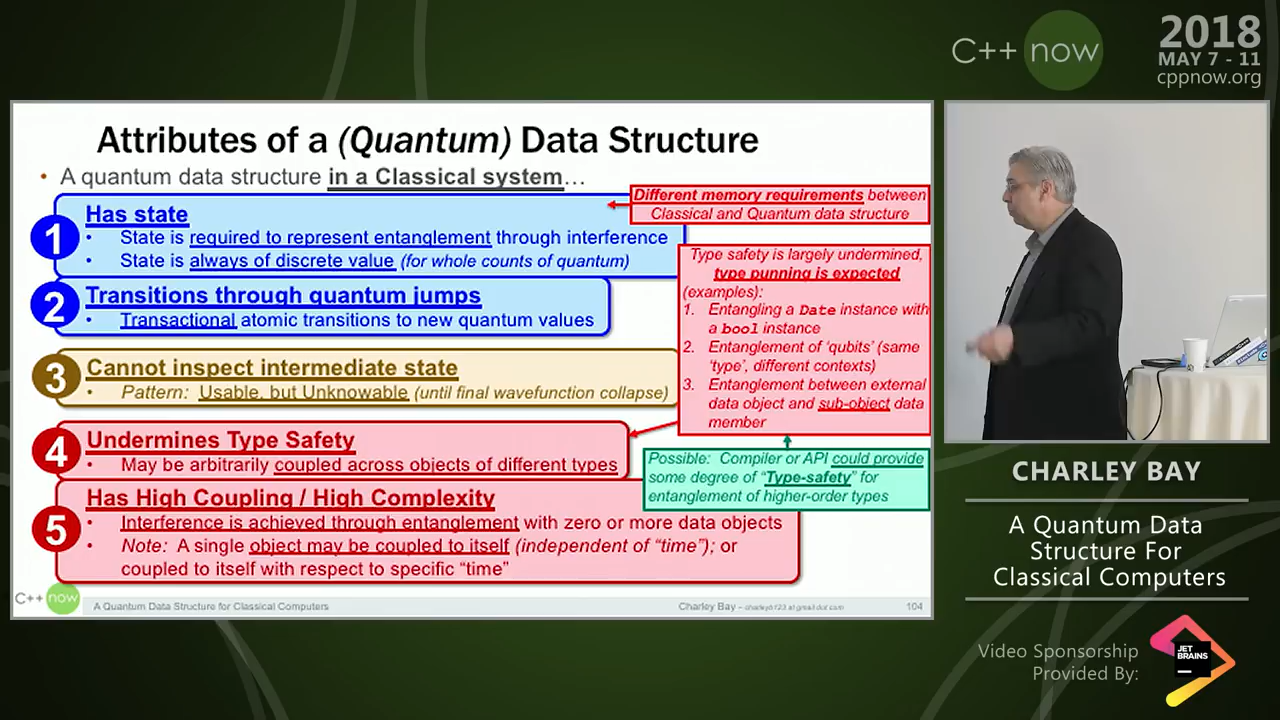 C++ now
2018
MAY 7 - 11
cppnow.org
Attributes of a (Quantum) Data Structure
• A quantum data structure in a Classical system…
Different memory requirements between
Classical and Quantum data structure
1
Has state
• State is required to represent entanglement through interference
• State is always of discrete value (for whole counts of quantum)
2
Transitions through quantum jumps
• Transactional atomic transitions to new quantum values
3
Cannot inspect intermediate state
• Pattern: Usable, but Unknowable (until final wavefunction collapse)
4
Undermines Type Safety
• May be arbitrarily coupled across objects of different types
5
Has High Coupling / High Complexity
• Interference is achieved through entanglement with zero or more data objects
• Note: A single object may be coupled to itself (independent of "time"); or
coupled to itself with respect to specific "time"
Type safety is largely undermined,
type punning is expected
(examples):
1. Entangling a Date instance with
a bool instance
2. Entanglement of 'qubits' (same
'type', different contexts)
3. Entanglement between external
data object and sub-object data
member
Possible: Compiler or API could provide
some degree of "Type-safety" for
entanglement of higher-order types
C++ now
A Quantum Data Structure for Classical Computers
Charley Bay – charleyb123 at gmail dot com
104
CHARLEY BAY
A Quantum Data
Structure For
Classical Computers
Video Sponsorship
Provided By:
JET
BRAINS